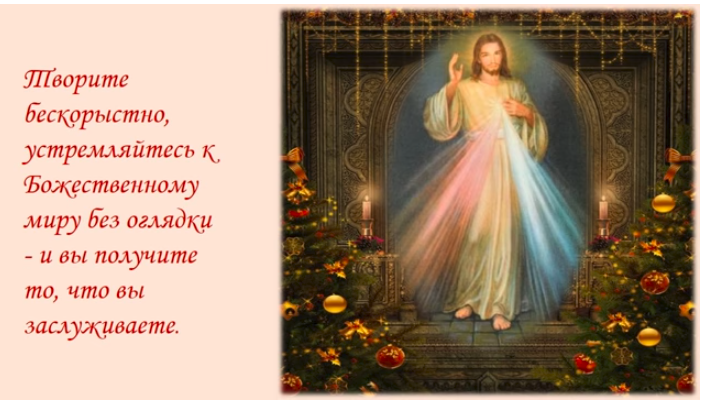 Творите
бескорыстно,
устремляйтесь к
Божественному
миру без оглядки
- и вы получите
то, что вы
заслуживаете.